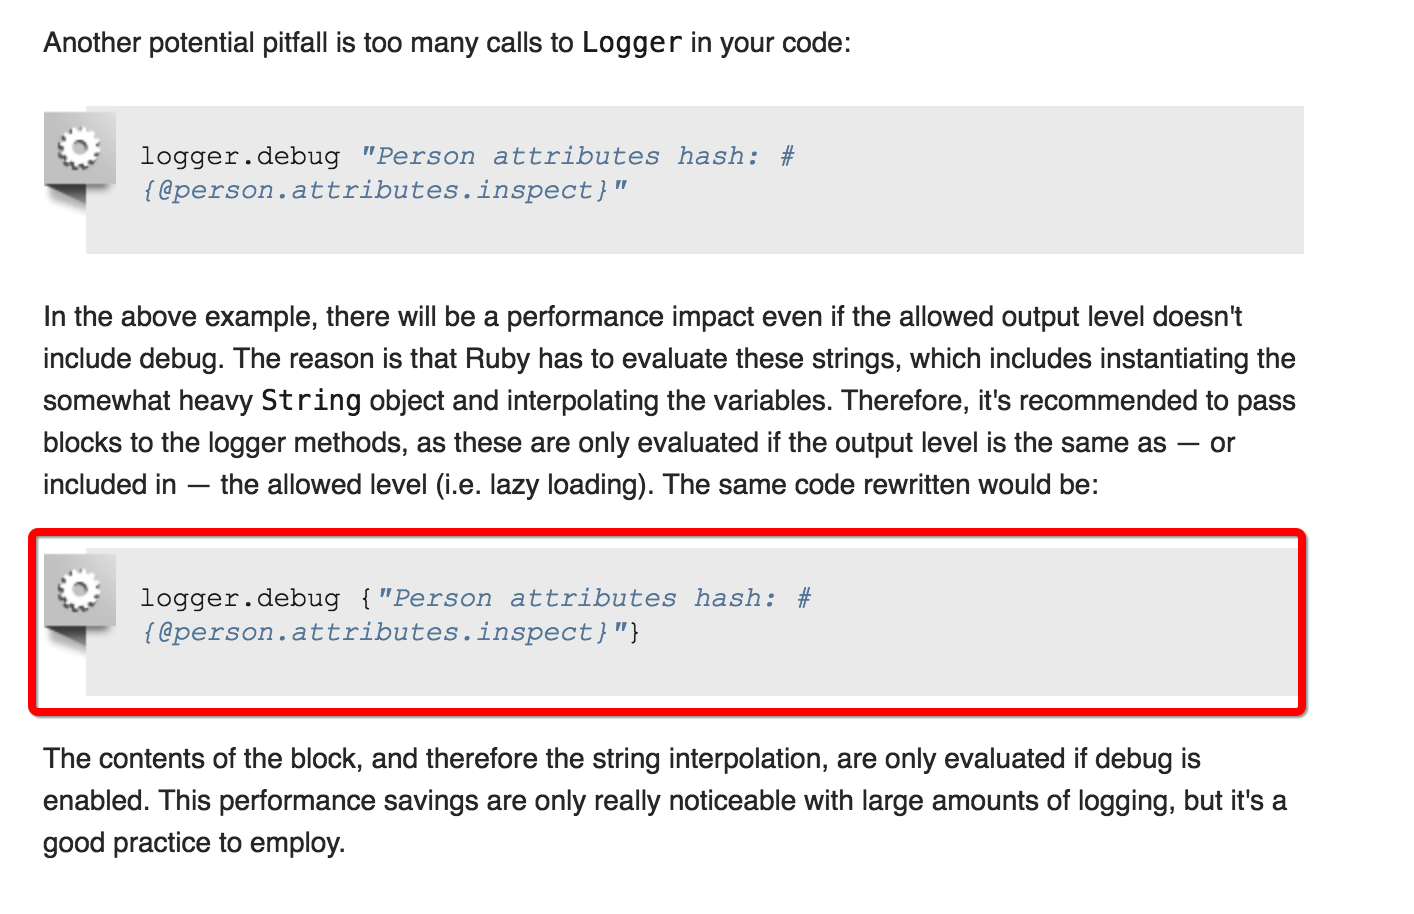 Another potential pitfall is too many calls to Logger in your code:
logger.debug "Person attributes hash: #
{@person.attributes.inspect}"
In the above example, there will be a performance impact even if the allowed output level doesn't
include debug. The reason is that Ruby has to evaluate these strings, which includes instantiating the
somewhat heavy String object and interpolating the variables. Therefore, it's recommended to pass
blocks to the logger methods, as these are only evaluated if the output level is the same as — or
included in — the allowed level (i.e. lazy loading). The same code rewritten would be:
logger.debug {"Person attributes hash: #
{@person.attributes.inspect}"}
The contents of the block, and therefore the string interpolation, are only evaluated if debug is
enabled. This performance savings are only really noticeable with large amounts of logging, but it's a
good practice to employ.